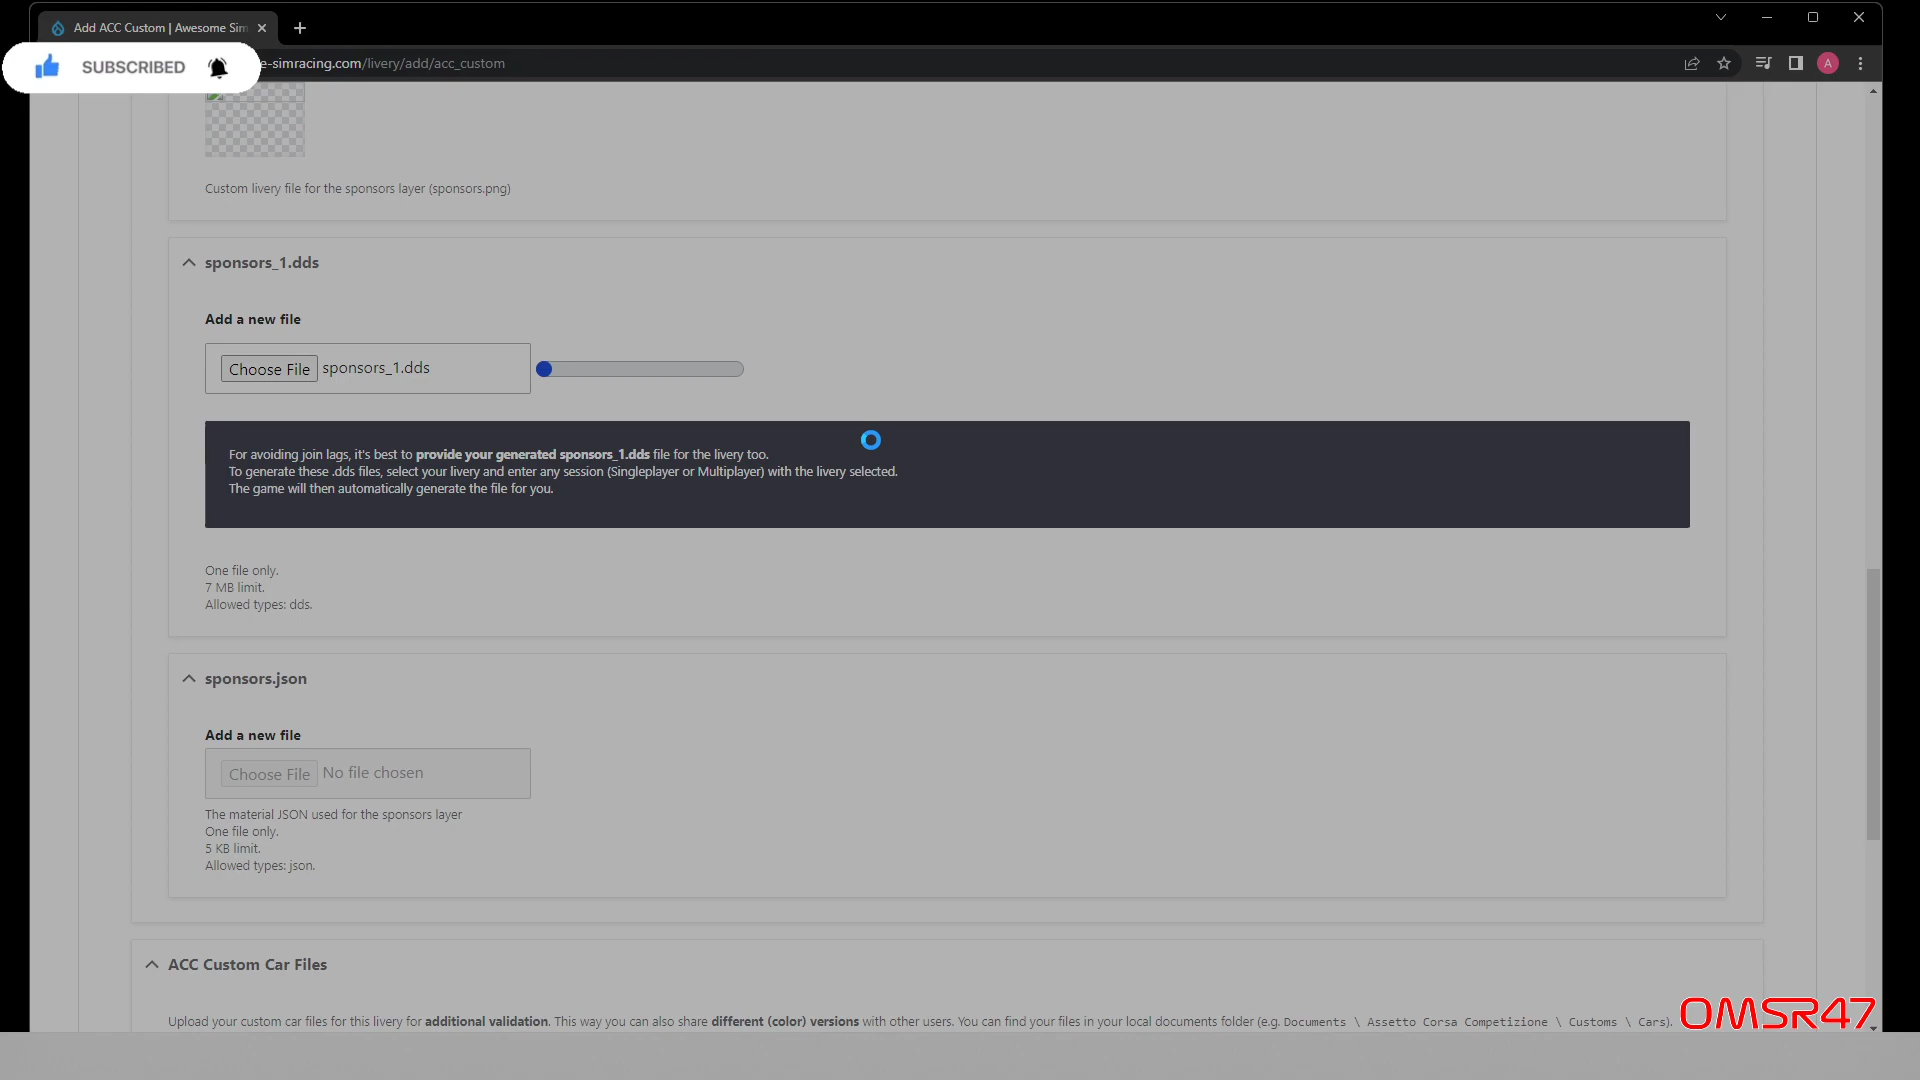 Add ACC Custom | Awesome Sim
SUBSCRIBED
e-simracing.com/livery/add/acc_custom
A
Custom livery file for the sponsors layer (sponsors.png)
sponsors_1.dds
Add a new file
Choose File sponsors_1.dds
For avoiding join lags, it's best to provide your generated sponsors_1.dds file for the livery too.
To generate these .dds files, select your livery and enter any session (Singleplayer or Multiplayer) with the livery selected.
The game will then automatically generate the file for you.
One file only.
7 MB limit.
Allowed types: dds.
sponsors.json
Add a new file
Choose File No file chosen
The material JSON used for the sponsors layer
One file only.
5 KB limit.
Allowed types: json.
ACC Custom Car Files
Upload your custom car files for this livery for additional validation. This way you can also share different (color) versions with other users. You can find your files in your local documents folder (e.g. Documents \ Assetto Corsa Competizione \ Customs \ Cars).
OMSR47